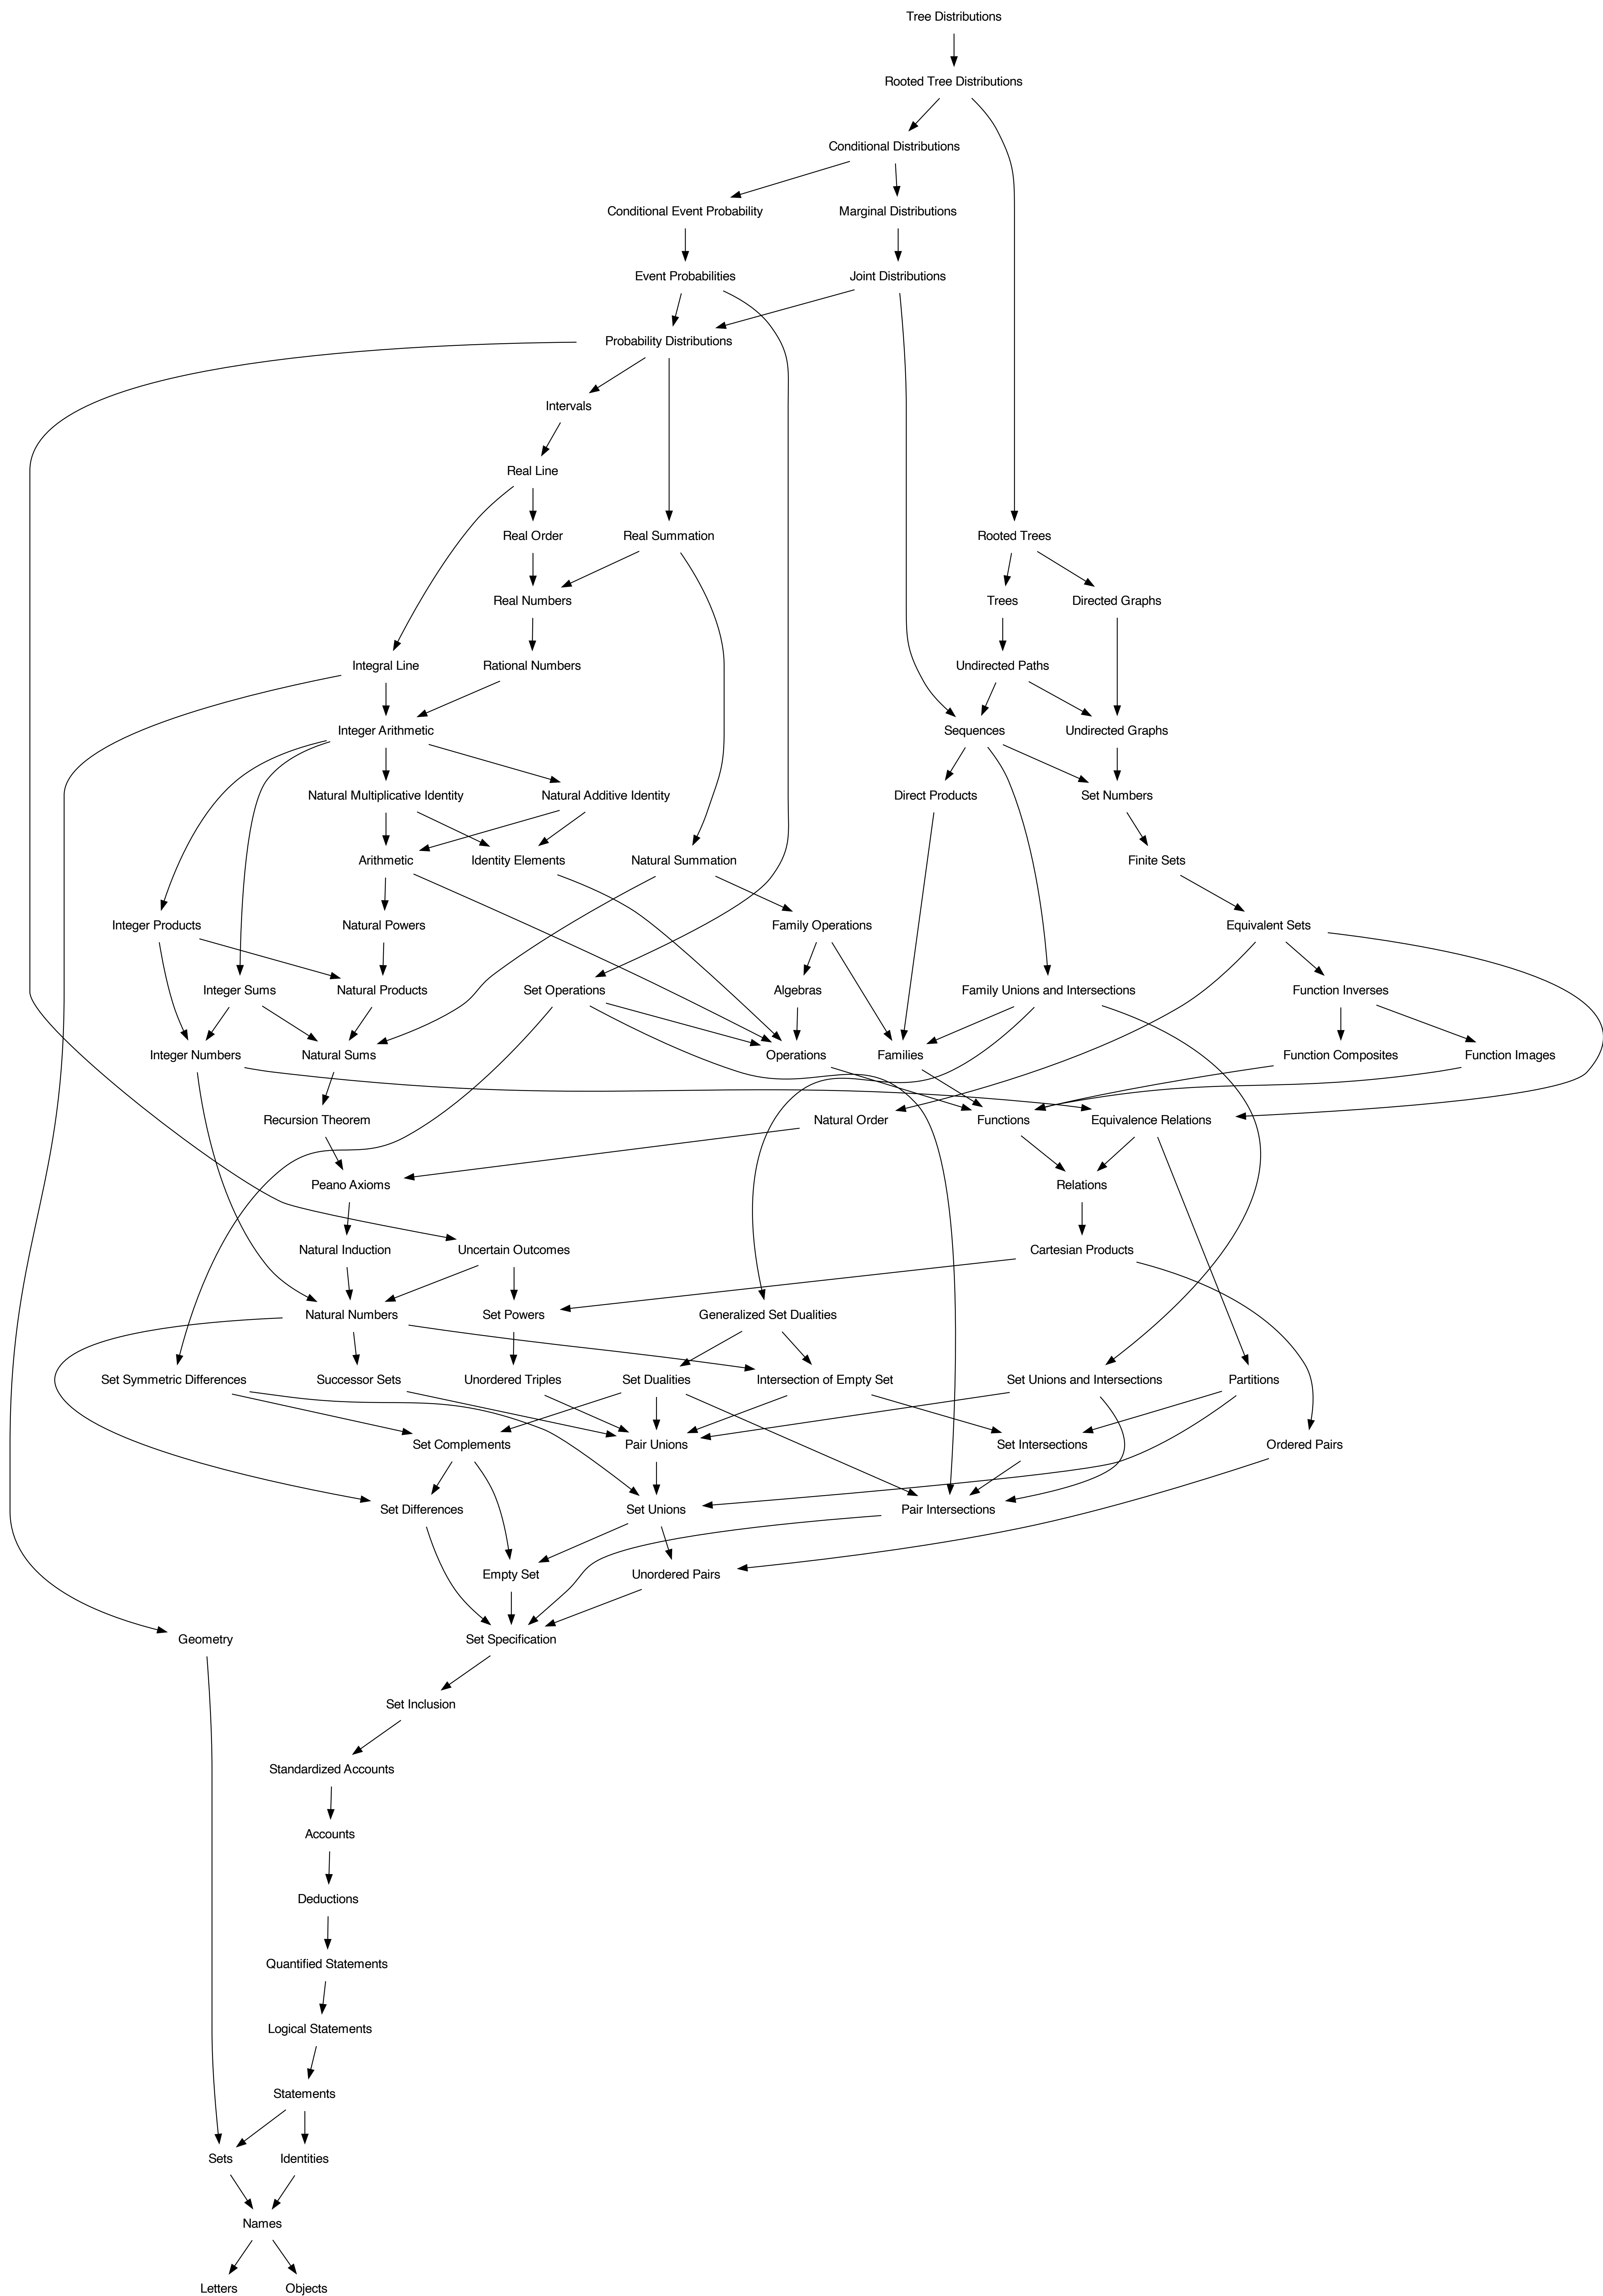 Tree Distributions
Rooted Tree Distributions
Conditional Distributions
Conditional Event Probability
Marginal Distributions
Event Probabilities
Joint Distributions
Probability Distributions
Intervals
Real Line
Real Order
Real Summation
Rooted Trees
Real Numbers
Trees
Directed Graphs
Integral Line
Rational Numbers
Undirected Paths
Integer Arithmetic
Sequences
Undirected Graphs
Natural Multiplicative Identity
Natural Additive Identity
Direct Products
Set Numbers
Arithmetic
Identity Elements
Natural Summation
Finite Sets
Integer Products
Natural Powers
Family Operations
Equivalent Sets
Integer Sums
Natural Products
Set Operations
Algebras
Family Unions and Intersections
Function Inverses
Integer Numbers
Natural Sums
Operations
Families
Function Composites
Function Images
Recursion Theorem
Natural Order
Functions
Equivalence Relations
Peano Axioms
Relations
Natural Induction
Uncertain Outcomes
Cartesian Products
Natural Numbers
Set Powers
Generalized Set Dualities
Set Symmetric Differences
Successor Sets
Unordered Triples
Set Dualities
Intersection of Empty Set
Set Unions and Intersections
Partitions
Set Complements
Pair Unions
Set Intersections
Ordered Pairs
Set Differences
Set Unions
Pair Intersections
Empty Set
Unordered Pairs
Geometry
Set Specification
Set Inclusion
Standardized Accounts
Accounts
Deductions
Quantified Statements
Logical Statements
Statements
Sets
Identities
Names
Letters
Objects